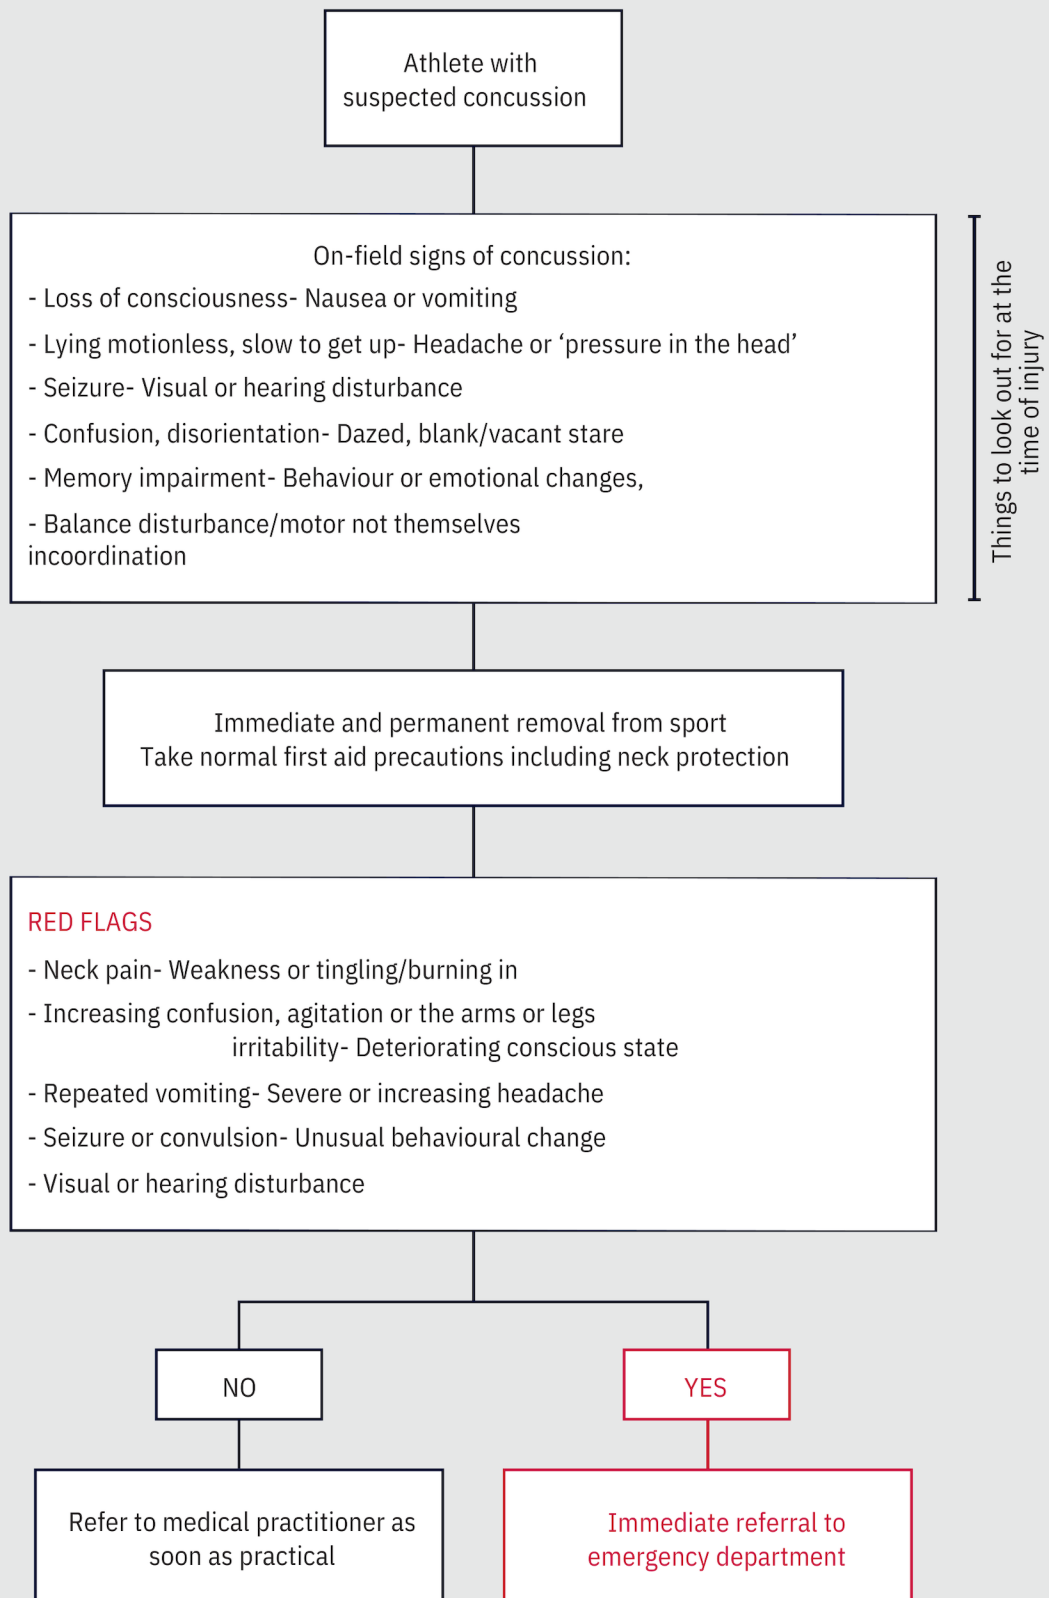 Athlete with
suspected concussion
On-field signs of concussion:
- Loss of consciousness- Nausea or vomiting
- Lying motionless, slow to get up- Headache or ‘pressure in the head’
- Seizure- Visual or hearing disturbance
- Confusion, disorientation- Dazed, blank/vacant stare
- Memory impairment- Behaviour or emotional changes,
- Balance disturbance/motor not themselves
incoordination
Things to look out for at the
time of injury
Immediate and permanent removal from sport
Take normal first aid precautions including neck protection
RED FLAGS
- Neck pain- Weakness or tingling/burning in
- Increasing confusion, agitation or the arms or legs
irritability- Deteriorating conscious state
- Repeated vomiting- Severe or increasing headache
- Seizure or convulsion- Unusual behavioural change
- Visual or hearing disturbance
NO
YES
Refer to medical practitioner as
soon as practical
Immediate referral to
emergency department